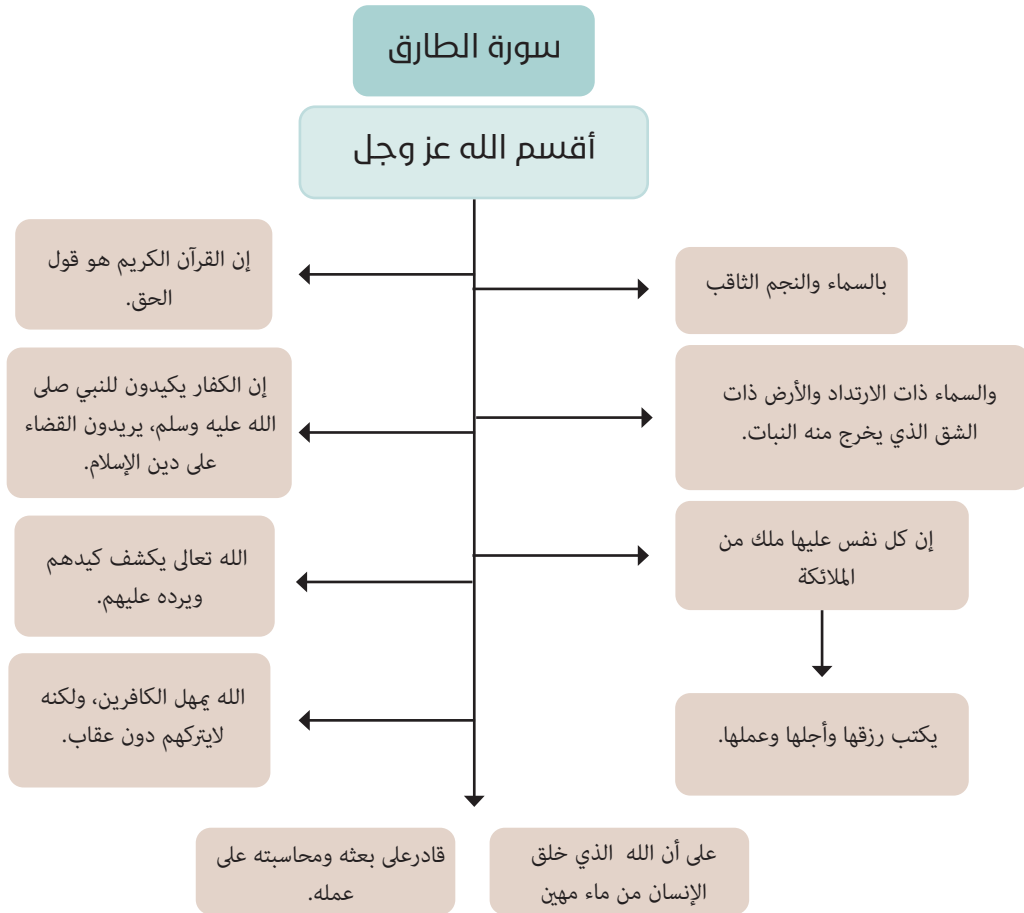 سورة الطارق
أقسم الله عز وجل
بالسماء والنجم الثاقب
والسماء ذات الارتداد والأرض ذات
الشق الذي يخرج منه النبات.
إن كل نفس عليها ملك من
الملائكة
يكتب رزقها وأجلها وعملها.
إن القرآن الكريم هو قول
الحق.
إن الكفار يكيدون للنبي صلى
الله عليه وسلم، يريدون القضاء
على دين الإسلام.
الله تعالى يكشف كيدهم
ويرده عليهم.
الله يمهل الكافرين، ولكنه
لايتركهم دون عقاب.
على أن الله الذي خلق
الإنسان من ماء مهين
قادرعلى بعثه ومحاسبته على
عمله.